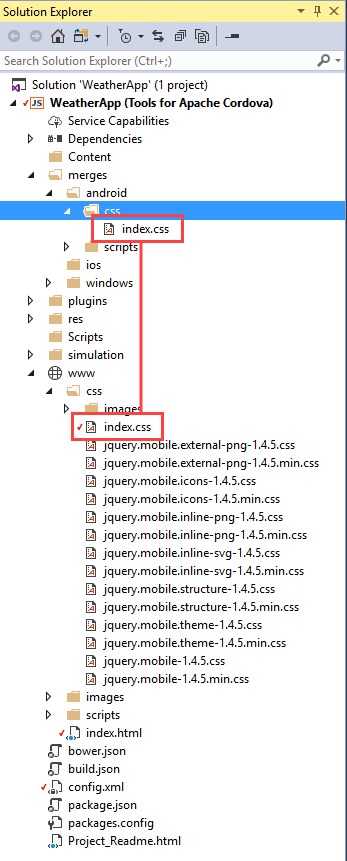 Solution Explorer
Search Solution Explorer (Ctrl+;)
Solution 'WeatherApp' (1 project)
JS WeatherApp (Tools for Apache Cordova)
Service Capabilities
Dependencies
Content
merges
android
css
index.css
scripts
ios
windows
plugins
res
Scripts
simulation
www
css
images
index.css
jquery.mobile.external-png-1.4.5.css
jquery.mobile.external-png-1.4.5.min.css
jquery.mobile.icons-1.4.5.css
jquery.mobile.icons-1.4.5.min.css
jquery.mobile.inline-png-1.4.5.css
jquery.mobile.inline-png-1.4.5.min.css
jquery.mobile.inline-svg-1.4.5.css
jquery.mobile.inline-svg-1.4.5.min.css
jquery.mobile.structure-1.4.5.css
jquery.mobile.structure-1.4.5.min.css
jquery.mobile.theme-1.4.5.css
jquery.mobile.theme-1.4.5.min.css
jquery.mobile-1.4.5.css
jquery.mobile-1.4.5.min.css
images
scripts
index.html
bower.json
build.json
config.xml
package.json
packages.config
Project_Readme.html